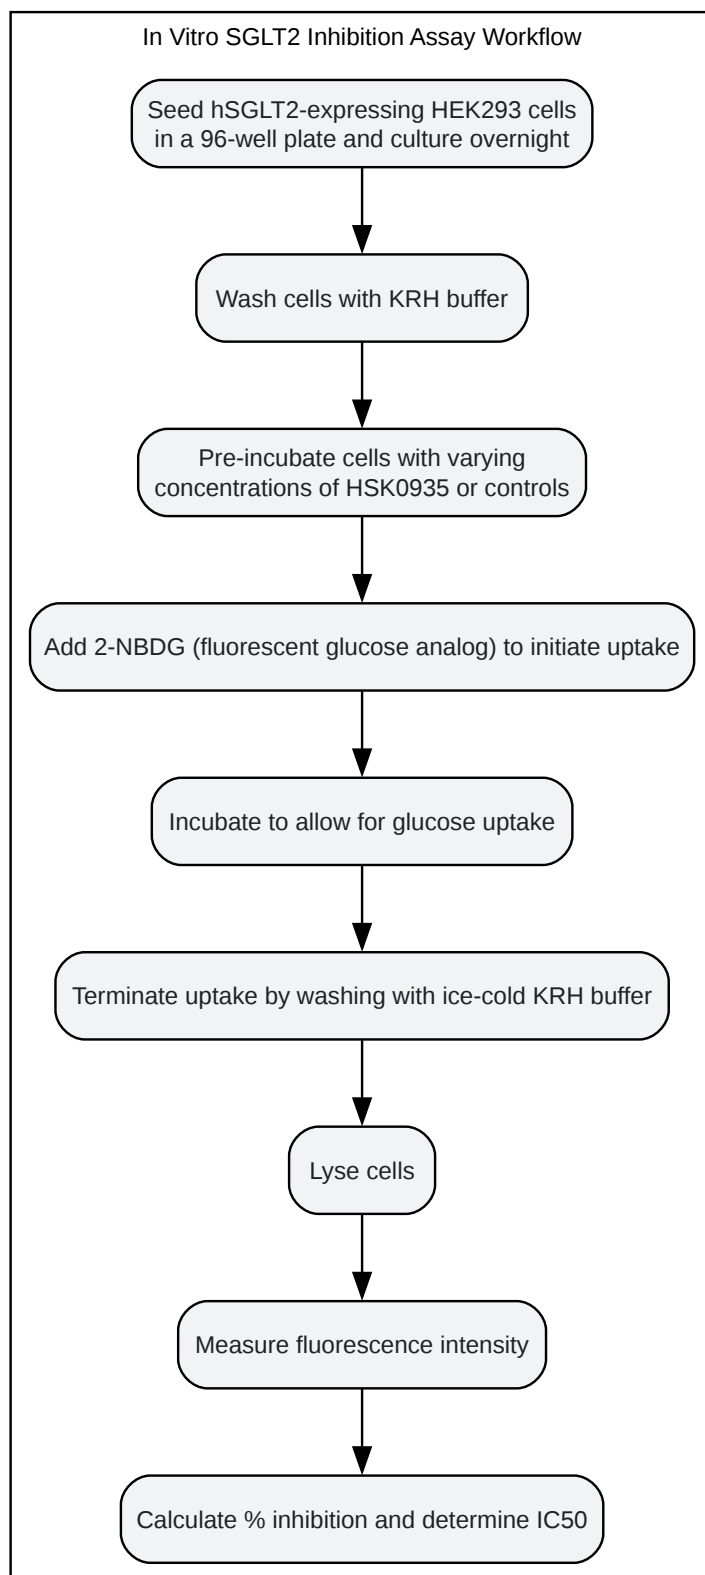 In Vitro SGLT2 Inhibition Assay Workflow
Seed hSGLT2-expressing HEK293 cells
in a 96-well plate and culture overnight
Wash cells with KRH buffer
Pre-incubate cells with varying
concentrations of HSK0935 or controls
Add 2-NBDG (fluorescent glucose analog) to initiate uptake
Incubate to allow for glucose uptake
Terminate uptake by washing with ice-cold KRH buffer
Lyse cells
Measure fluorescence intensity
Calculate % inhibition and determine IC50